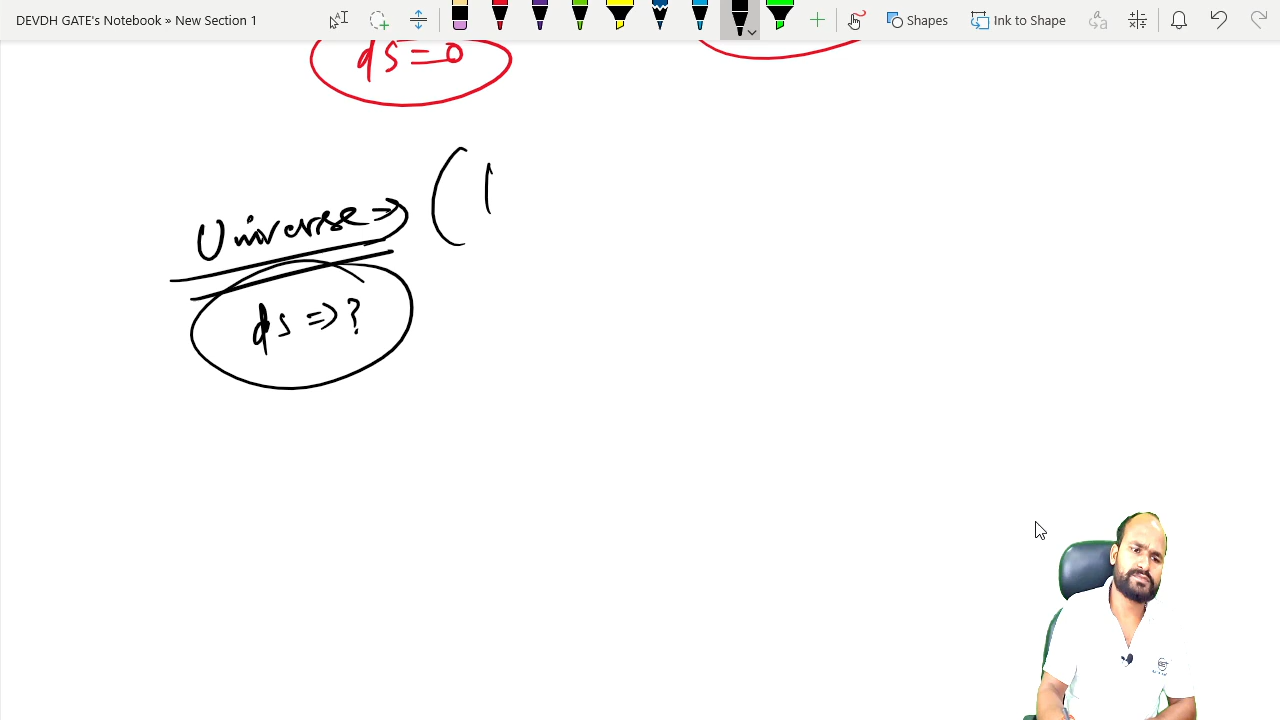 DEVDH GATE's Notebook » New Section 1
Shapes
Ink to Shape
ds=0
Universe ⇒ (
ds ⇒ ?